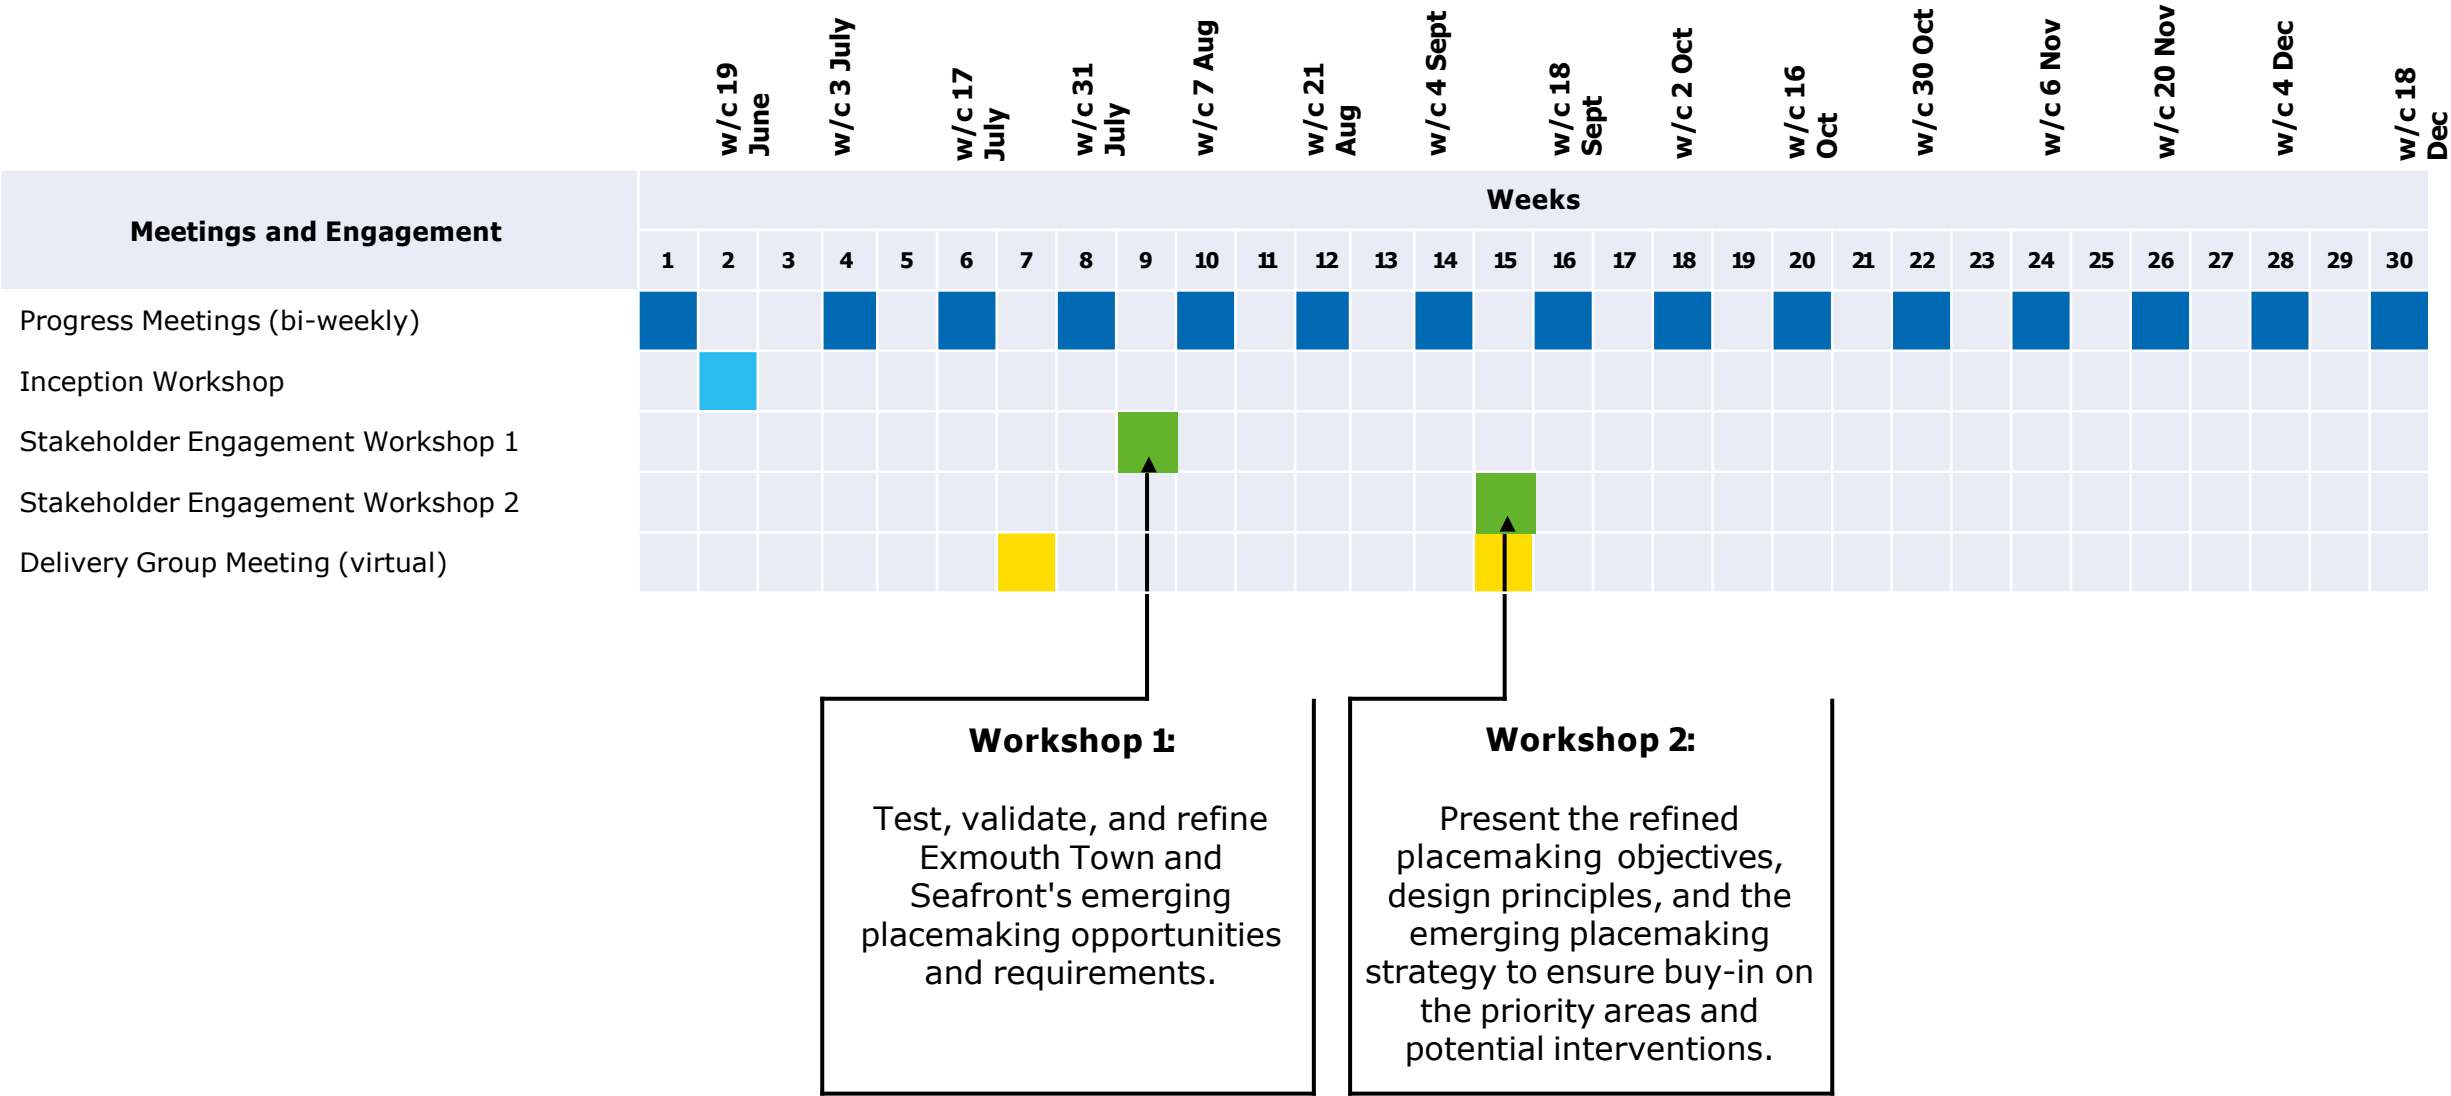 w/c 19
June
w/c 3 July
w/c 17
July
w/c 31
July
w/c 7 Aug
w/c 21
Aug
w/c 4 Sept
w/c 18
Sept
w/c 2 Oct
w/c 16
Oct
w/c 30 Oct
w/c 6 Nov
w/c 20 Nov
w/c 4 Dec
w/c 18
Dec
Meetings and Engagement
Weeks
1 2 3 4 5 6 7 8 9 10 11 12 13 14 15 16 17 18 19 20 21 22 23 24 25 26 27 28 29 30
Progress Meetings (bi-weekly)
Inception Workshop
Stakeholder Engagement Workshop 1
Stakeholder Engagement Workshop 2
Delivery Group Meeting (virtual)
Workshop 1:
Test, validate, and refine
Exmouth Town and
Seafront's emerging
placemaking opportunities
and requirements.
Workshop 2:
Present the refined
placemaking objectives,
design principles, and the
emerging placemaking
strategy to ensure buy-in on
the priority areas and
potential interventions.